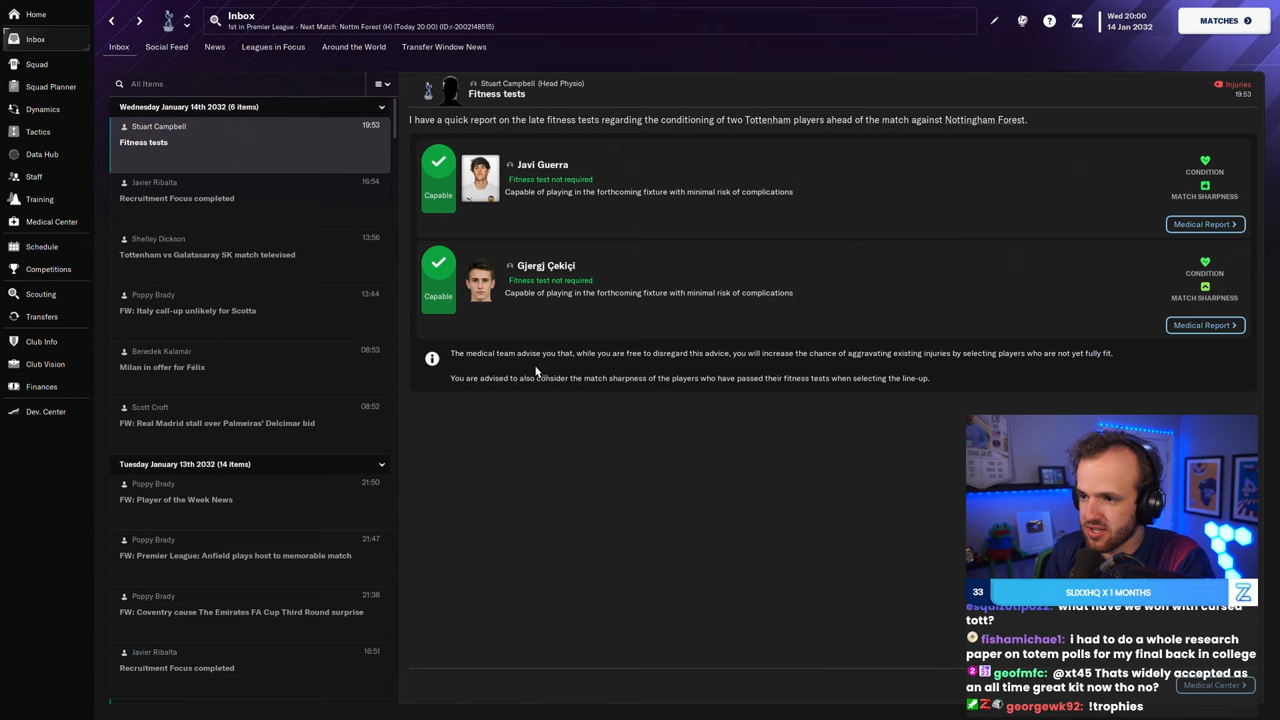 Home
Inbox
Squad
Squad Planner
Dynamics
Tactics
Data Hub
Staff
Training
Medical Center
Schedule
Competitions
Scouting
Transfers
Club Info
Club Vision
Finances
Dev. Center
Inbox
1st in Premier League - Next Match: Nottm Forest (H) (Today 20:00) (ID:r-2002148515)
Wed 20:00
14 Jan 2032
MATCHES
Inbox
Social Feed
News
Leagues in Focus
Around the World
Transfer Window News
All Items
Wednesday January 14th 2032 (6 items)
Stuart Campbell 19:53
Fitness tests
Javier Ribalta 16:54
Recruitment Focus completed
Shelley Dickson 13:56
Tottenham vs Galatasaray SK match televised
Poppy Brady 13:44
FW: Italy call-up unlikely for Scotta
Benedek Kalamár 08:53
Milan in offer for Félix
Scott Croft 08:52
FW: Real Madrid stall over Palmeiras' Delcimar bid
Tuesday January 13th 2032 (14 items)
Poppy Brady 21:50
FW: Player of the Week News
Poppy Brady 21:47
FW: Premier League: Anfield plays host to memorable match
Poppy Brady 21:38
FW: Coventry cause The Emirates FA Cup Third Round surprise
Javier Ribalta 16:51
Recruitment Focus completed
Stuart Campbell (Head Physio)
Fitness tests
Injuries
19:53
I have a quick report on the late fitness tests regarding the conditioning of two Tottenham players ahead of the match against Nottingham Forest.
Capable
Javi Guerra
Fitness test not required
Capable of playing in the forthcoming fixture with minimal risk of complications
CONDITION
MATCH SHARPNESS
Medical Report
Capable
Gjergj Çekiçi
Fitness test not required
Capable of playing in the forthcoming fixture with minimal risk of complications
CONDITION
MATCH SHARPNESS
Medical Report
The medical team advise you that, while you are free to disregard this advice, you will increase the chance of aggravating existing injuries by selecting players who are not yet fully fit.
You are advised to also consider the match sharpness of the players who have passed their fitness tests when selecting the line-up.
33
SLIXXHQ X 1 MONTHS
what have we won with cursed
tott?
fishamichae1: i had to do a whole research
paper on totem polls for my final back in college
geofmfc: @xt45 Thats widely accepted as
an all time great kit now tho no?
georgewk92: !trophies
Medical Center